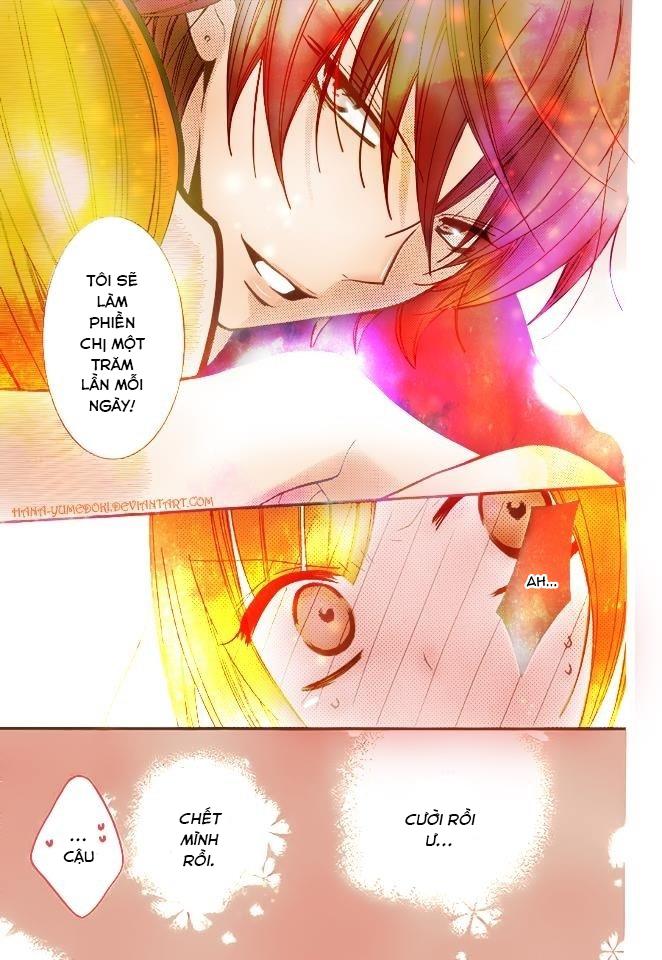 TÔI SẼ
LÀM
PHIỀN
CHỊ MỘT
TRĂM
LẦN MỖI
NGÀY!
HANA-YUMEDOKI.DEVIANTART.COM
AH...
CƯỜI RỒI
Ư...
CHẾT
MÌNH
RỒI.
...
CẬU